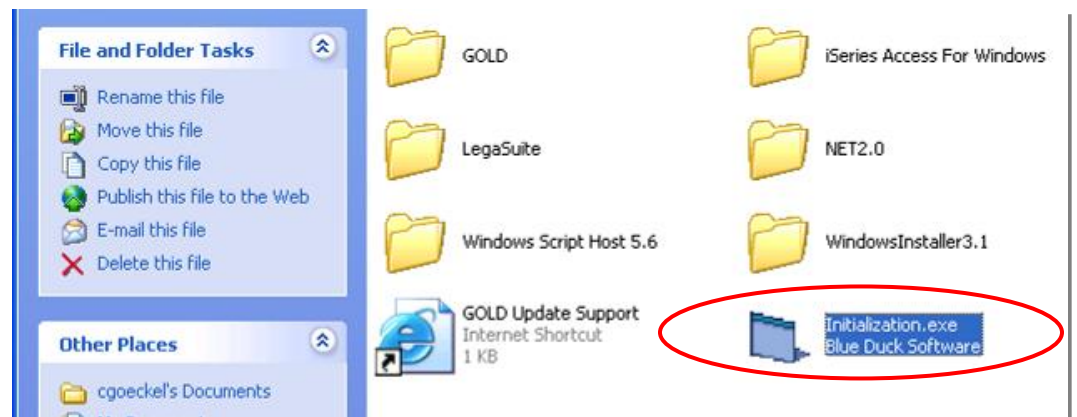 File and Folder Tasks
Rename this file
Move this file
Copy this file
Publish this file to the Web
E-mail this file
Delete this file
Other Places
cgoeckel's Documents
GOLD
iSeries Access For Windows
LegaSuite
NET2.0
Windows Script Host 5.6
WindowsInstaller3.1
GOLD Update Support
Internet Shortcut
1 KB
Initialization.exe
Blue Duck Software